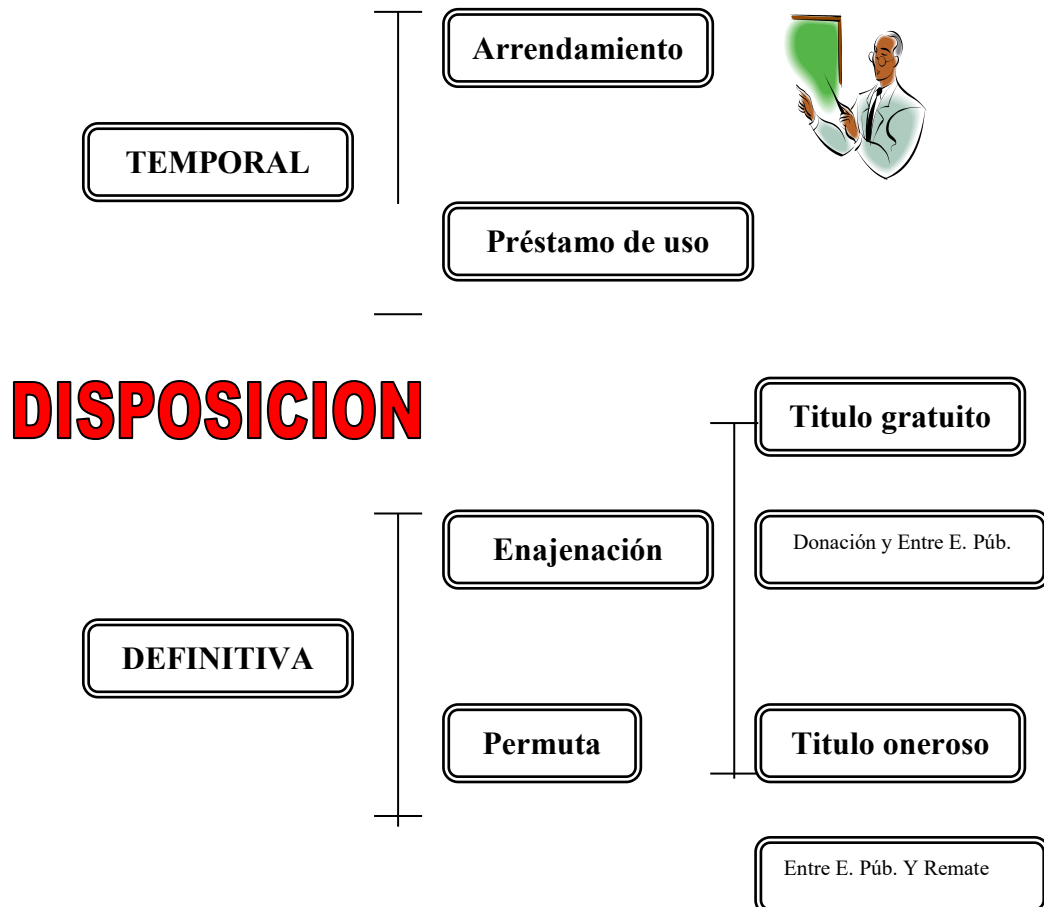 Arrendamiento
TEMPORAL
Préstamo de uso
DISPOSICION
Titulo gratuito
Enajenación
Donación y Entre E. Púb.
DEFINITIVA
Permuta
Titulo oneroso
Entre E. Púb. Y Remate